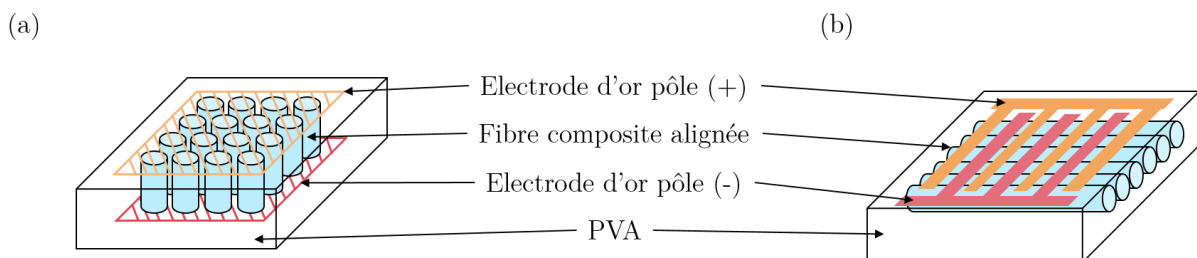 (a)
(b)
Electrode d'or pôle (+)
Fibre composite alignée
Electrode d'or pôle (-)
PVA